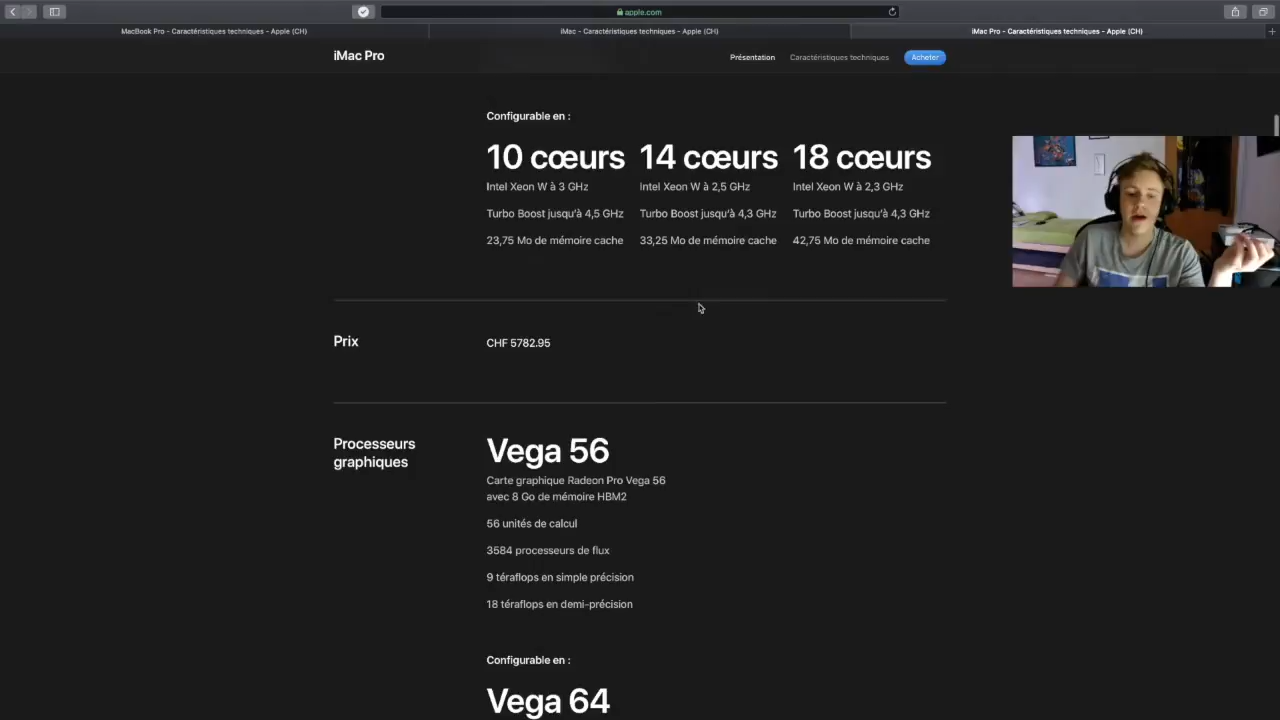 apple.com
MacBook Pro - Caractéristiques techniques - Apple (CH)
iMac - Caractéristiques techniques - Apple (CH)
iMac Pro - Caractéristiques techniques - Apple (CH)
iMac Pro
Présentation
Caractéristiques techniques
Acheter
Configurable en :
10 cœurs
14 cœurs
18 cœurs
Intel Xeon W à 3 GHz
Intel Xeon W à 2,5 GHz
Intel Xeon W à 2,3 GHz
Turbo Boost jusqu'à 4,5 GHz
Turbo Boost jusqu'à 4,3 GHz
Turbo Boost jusqu'à 4,3 GHz
23,75 Mo de mémoire cache
33,25 Mo de mémoire cache
42,75 Mo de mémoire cache
Prix
CHF 5782.95
Processeurs
graphiques
Vega 56
Carte graphique Radeon Pro Vega 56
avec 8 Go de mémoire HBM2
56 unités de calcul
3584 processeurs de flux
9 téraflops en simple précision
18 téraflops en demi-précision
Configurable en :
Vega 64